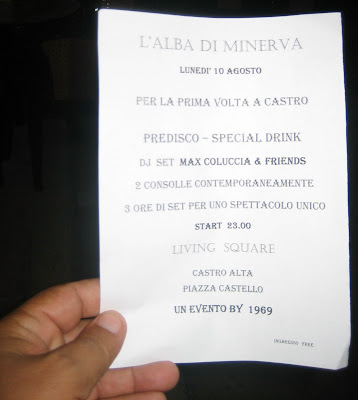 L'ALBA DI MINERVA
LUNEDI' 10 AGOSTO
PER LA PRIMA VOLTA A CASTRO
PREDISCO – SPECIAL DRINK
DJ SET MAX COLUCCIA & FRIENDS
2 CONSOLLE CONTEMPORANEAMENTE
3 ORE DI SET PER UNO SPETTACOLO UNICO
START 23.00
LIVING SQUARE
CASTRO ALTA
PIAZZA CASTELLO
UN EVENTO BY 1969
INGRESSO FREE